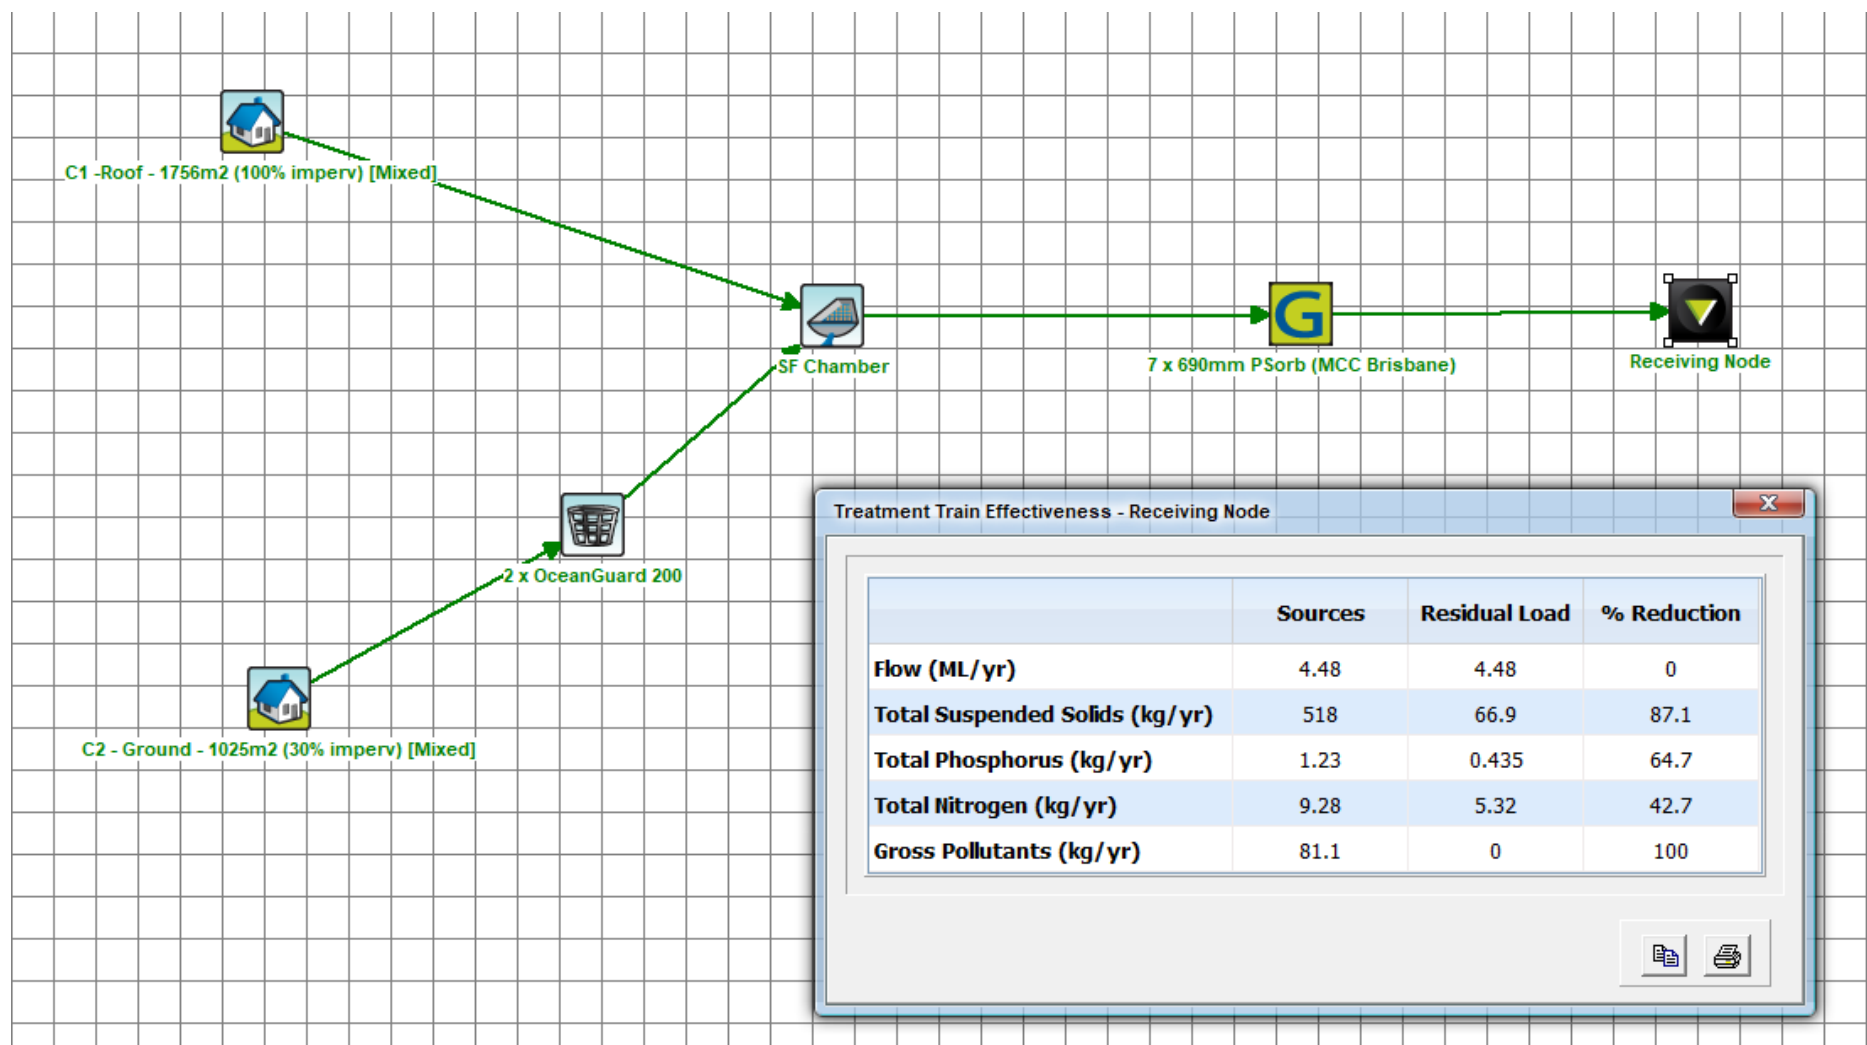 C1 -Roof - 1756m2 (100% imperv) [Mixed]
SF Chamber
G
7 x 690mm PSorb (MCC Brisbane)
Receiving Node
2 x OceanGuard 200
C2 - Ground - 1025m2 (30% imperv) [Mixed]
Treatment Train Effectiveness - Receiving Node
X
Sources Residual Load % Reduction
Flow (ML/yr) 4.48 4.48 0
Total Suspended Solids (kg/yr) 518 66.9 87.1
Total Phosphorus (kg/yr) 1.23 0.435 64.7
Total Nitrogen (kg/yr) 9.28 5.32 42.7
Gross Pollutants (kg/yr) 81.1 0 100